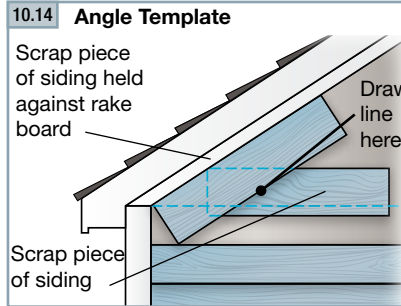 10.14 Angle Template
Scrap piece
of siding held
against rake
board
Draw
line
here
Scrap piece
of siding